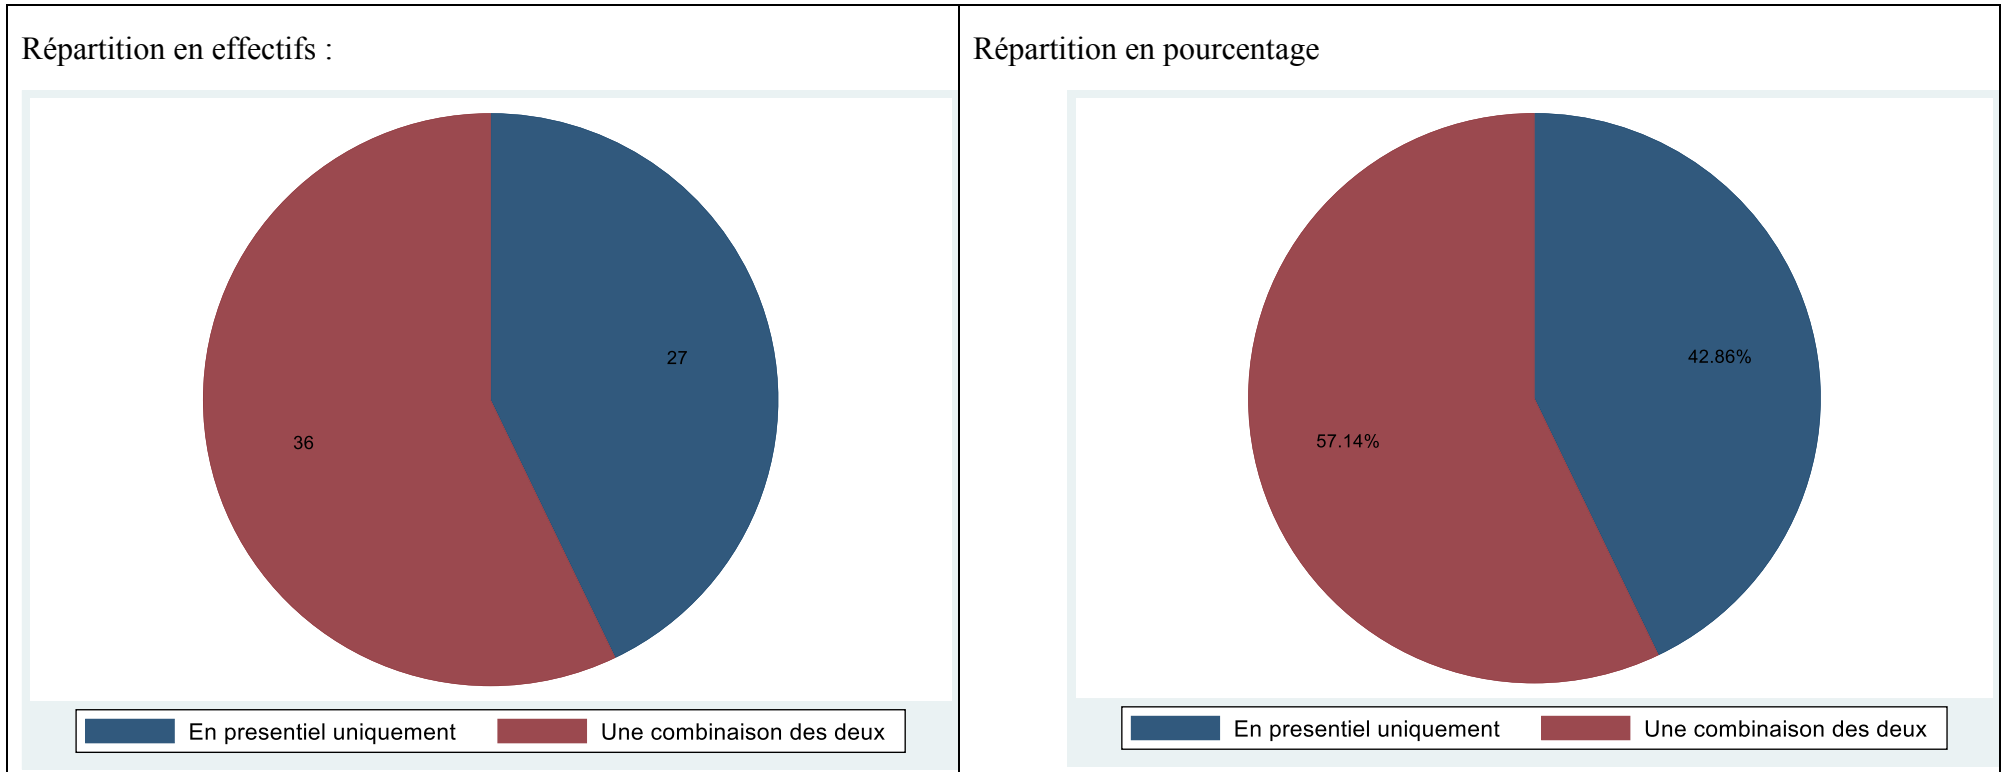 Répartition en effectifs :
27
36
En presentiel uniquement
Une combinaison des deux
Répartition en pourcentage
42.86%
57.14%
En presentiel uniquement
Une combinaison des deux